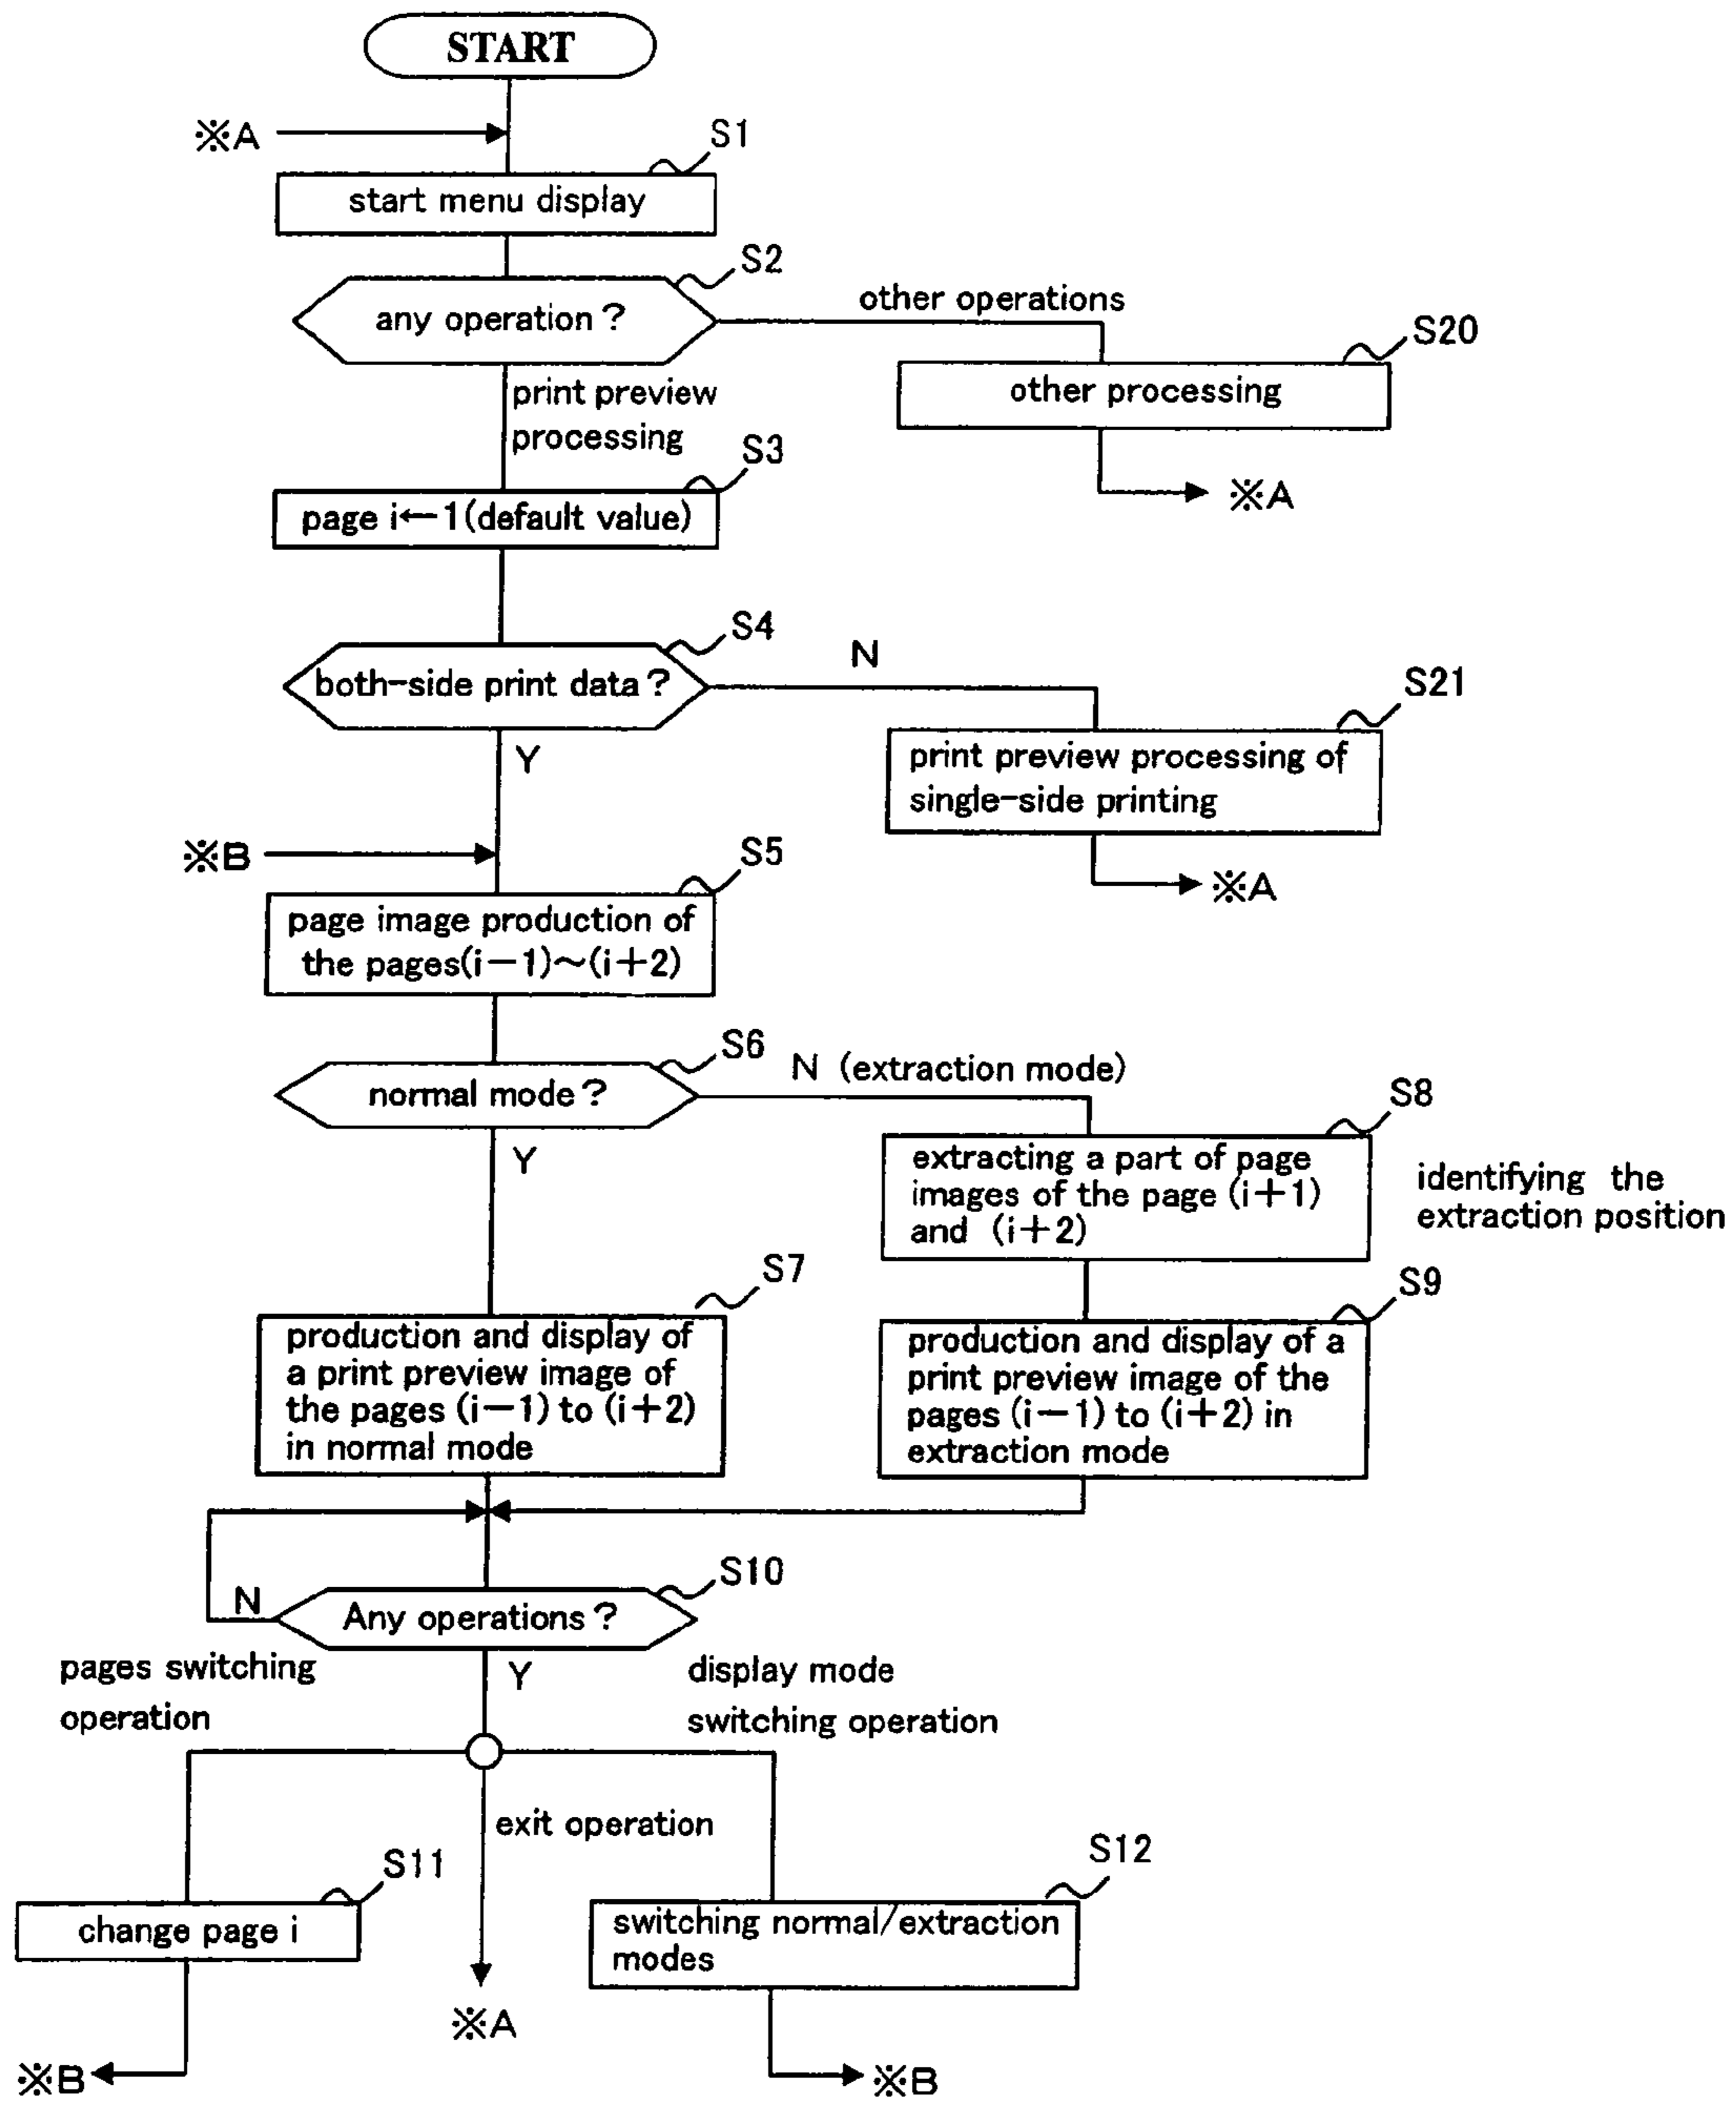 START
※A
S1
start menu display
S2
any operation?
other operations
S20
other processing
※A
print preview
processing
S3
page i←1(default value)
S4
both-side print data?
N
S21
print preview processing of
single-side printing
※A
Y
※B
S5
page image production of
the pages(i-1)~(i+2)
S6
normal mode?
N (extraction mode)
S8
extracting a part of page
images of the page (i+1)
and (i+2)
identifying the
extraction position
Y
S7
production and display of
a print preview image of
the pages (i-1) to (i+2)
in normal mode
S9
production and display of a
print preview image of the
pages (i-1) to (i+2) in
extraction mode
S10
Any operations?
N
Y
pages switching
operation
display mode
switching operation
exit operation
S11
change page i
※B
※A
S12
switching normal/extraction
modes
※B